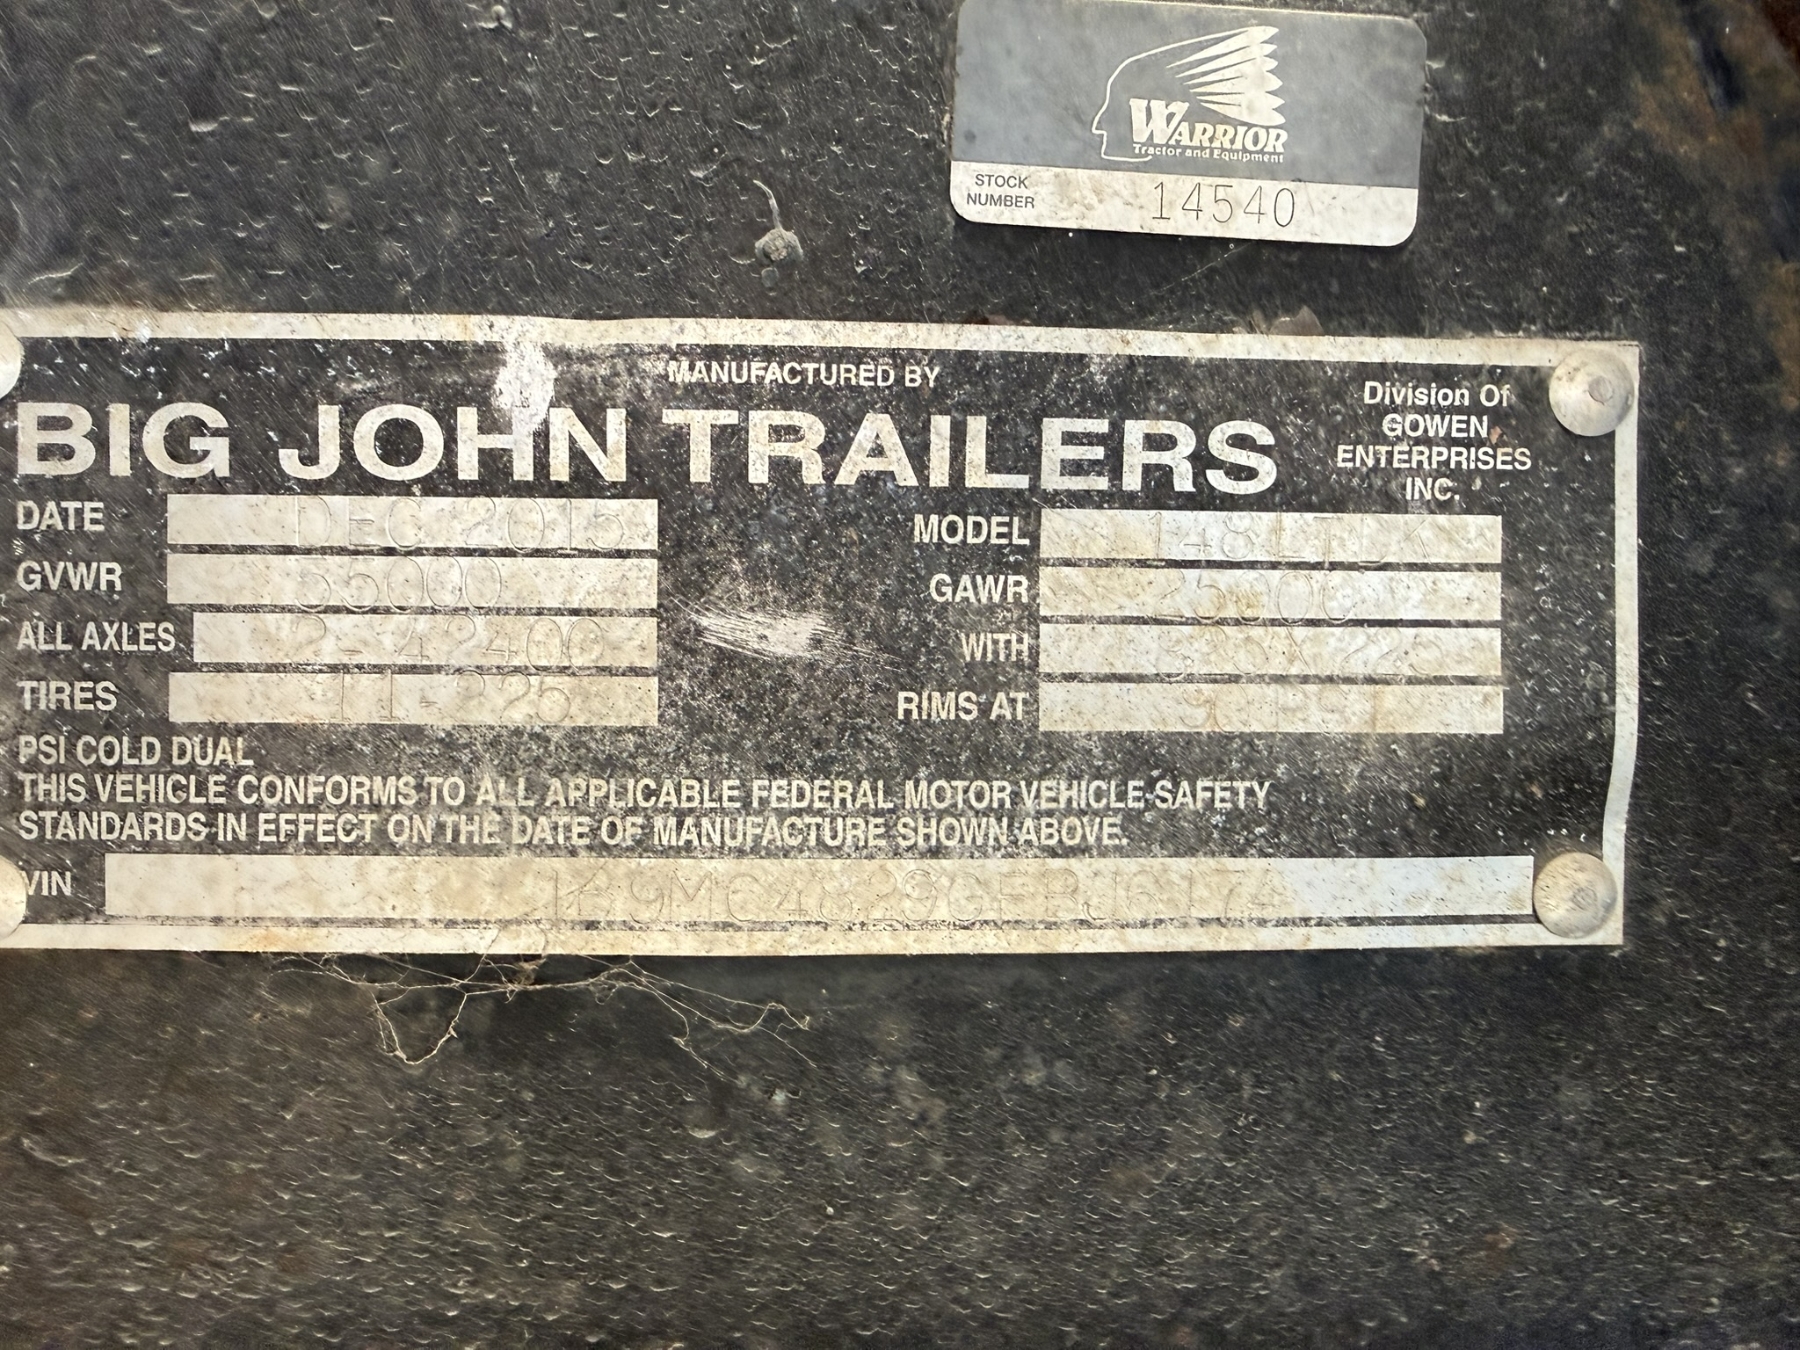 WARRIOR
Tractor and Equipment
STOCK NUMBER 14540
MANUFACTURED BY
BIG JOHN TRAILERS
Division Of
GOWEN
ENTERPRISES
INC.
DATE DEC 2015
MODEL
GVWR 55000
GAWR
ALL AXLES
WITH
TIRES 11-225
RIMS AT
PSI COLD DUAL
THIS VEHICLE CONFORMS TO ALL APPLICABLE FEDERAL MOTOR VEHICLE SAFETY
STANDARDS IN EFFECT ON THE DATE OF MANUFACTURE SHOWN ABOVE.
VIN